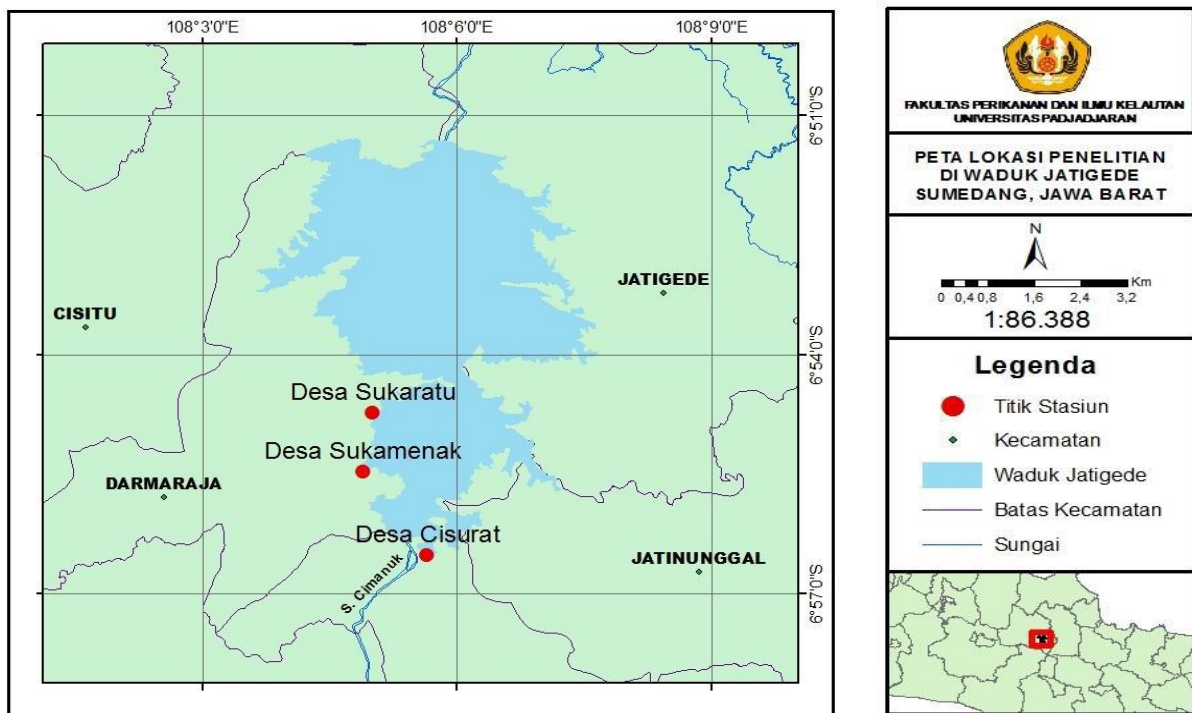 108°3'0"E
108°6'0"E
108°9'0"E
6°51'0"S
6°54'0"S
6°57'0"S
JATIGEDE
CISITU
Desa Sukaratu
Desa Sukamenak
DARMARAJA
Desa Cisurat
JATINUNGGAL
S. Cimanuk
FAKULTAS PERIKANAN DAN ILMU KELAUTAN
UNIVERSITAS PADJADJARAN
PETA LOKASI PENELITIAN
DI WADUK JATIGEDE
SUMEDANG, JAWA BARAT
N
Km
0 0,4 0,8 1,6 2,4 3,2
1:86.388
Legenda
Titik Stasiun
Kecamatan
Waduk Jatigede
Batas Kecamatan
Sungai